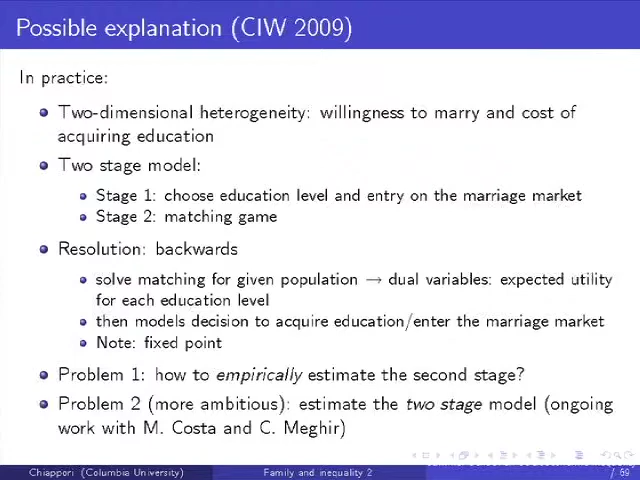 Possible explanation (CIW 2009)
In practice:
Two-dimensional heterogeneity: willingness to marry and cost of
acquiring education
Two stage model:
Stage 1: choose education level and entry on the marriage market
Stage 2: matching game
Resolution: backwards
solve matching for given population → dual variables: expected utility
for each education level
then models decision to acquire education/enter the marriage market
Note: fixed point
Problem 1: how to empirically estimate the second stage?
Problem 2 (more ambitious): estimate the two stage model (ongoing
work with M. Costa and C. Meghir)
Chiappori (Columbia University) Family and inequality 2 / 69